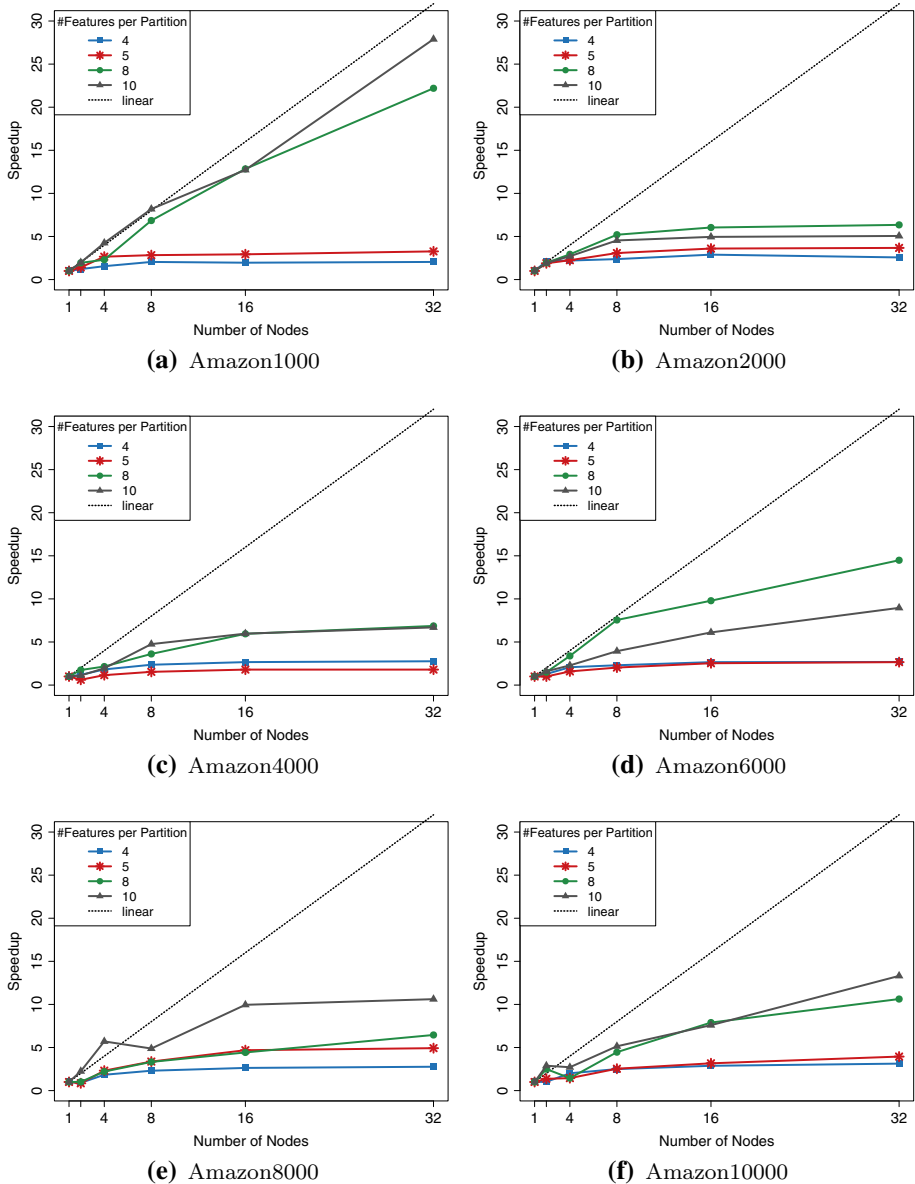 #Features per Partition
4
5
8
10
linear
Speedup
0 5 10 15 20 25 30
1 4 8 16 32
Number of Nodes
(a) Amazon1000
#Features per Partition
4
5
8
10
linear
Speedup
0 5 10 15 20 25 30
1 4 8 16 32
Number of Nodes
(b) Amazon2000
#Features per Partition
4
5
8
10
linear
Speedup
0 5 10 15 20 25 30
1 4 8 16 32
Number of Nodes
(c) Amazon4000
#Features per Partition
4
5
8
10
linear
Speedup
0 5 10 15 20 25 30
1 4 8 16 32
Number of Nodes
(d) Amazon6000
#Features per Partition
4
5
8
10
linear
Speedup
0 5 10 15 20 25 30
1 4 8 16 32
Number of Nodes
(e) Amazon8000
#Features per Partition
4
5
8
10
linear
Speedup
0 5 10 15 20 25 30
1 4 8 16 32
Number of Nodes
(f) Amazon10000